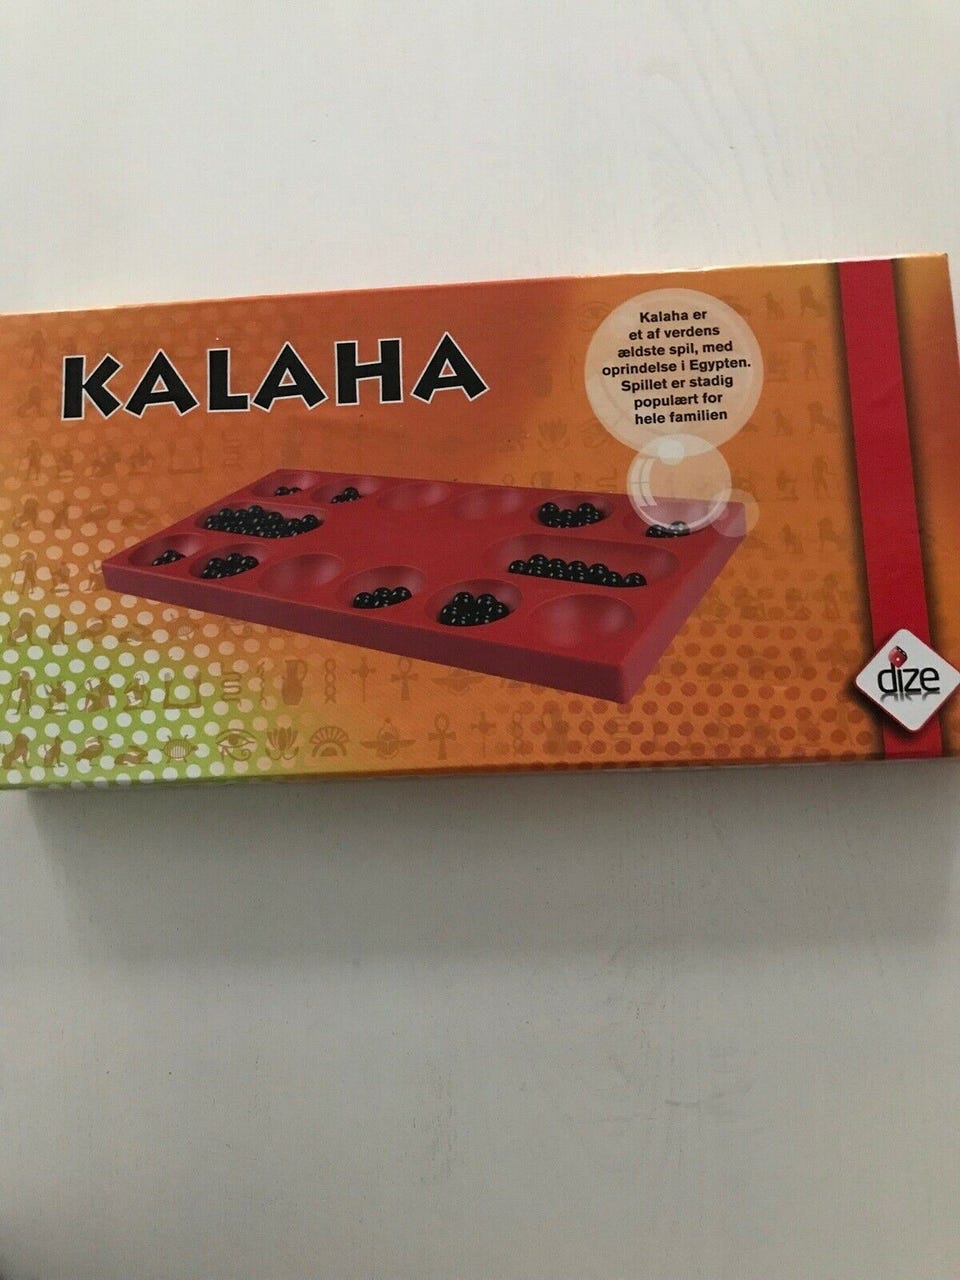 KALAHA
Kalaha er
et af verdens
ældste spil, med
oprindelse i Egypten.
Spillet er stadig
populært for
hele familien
dize